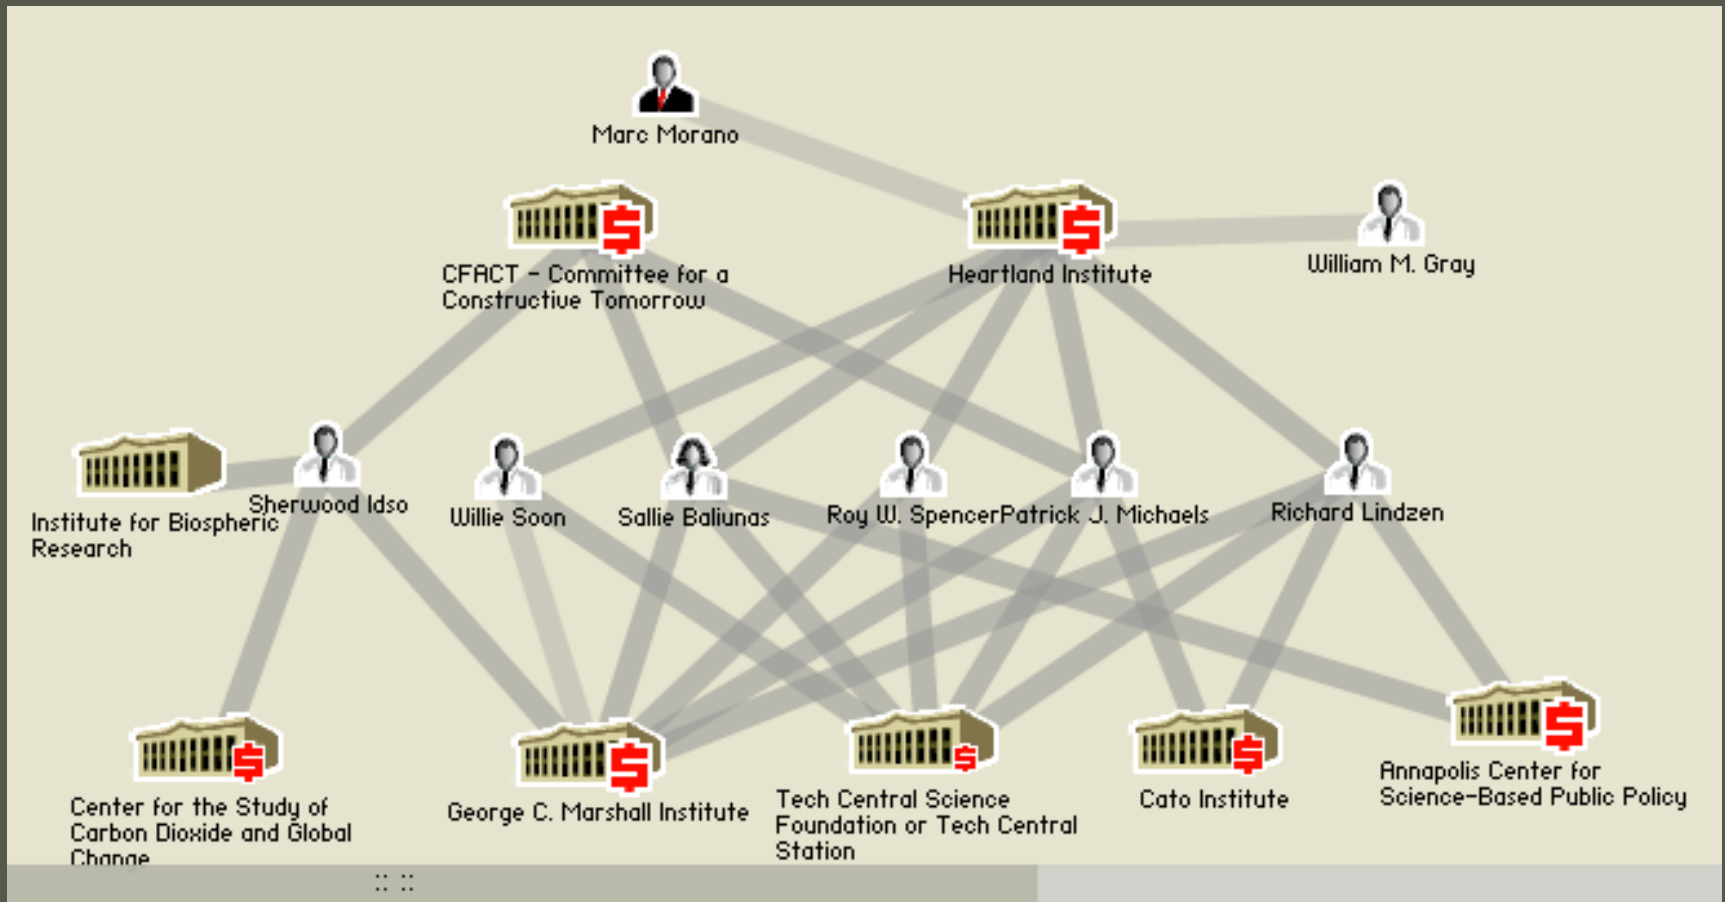 Marc Morano
CFACT - Committee for a
Constructive Tomorrow
Heartland Institute
William M. Gray
Institute for Biospheric
Research
Sherwood Idso
Willie Soon
Sallie Baliunas
Roy W. Spencer
Patrick J. Michaels
Richard Lindzen
Center for the Study of
Carbon Dioxide and Global
Change
George C. Marshall Institute
Tech Central Science
Foundation or Tech Central
Station
Cato Institute
Annapolis Center for
Science-Based Public Policy